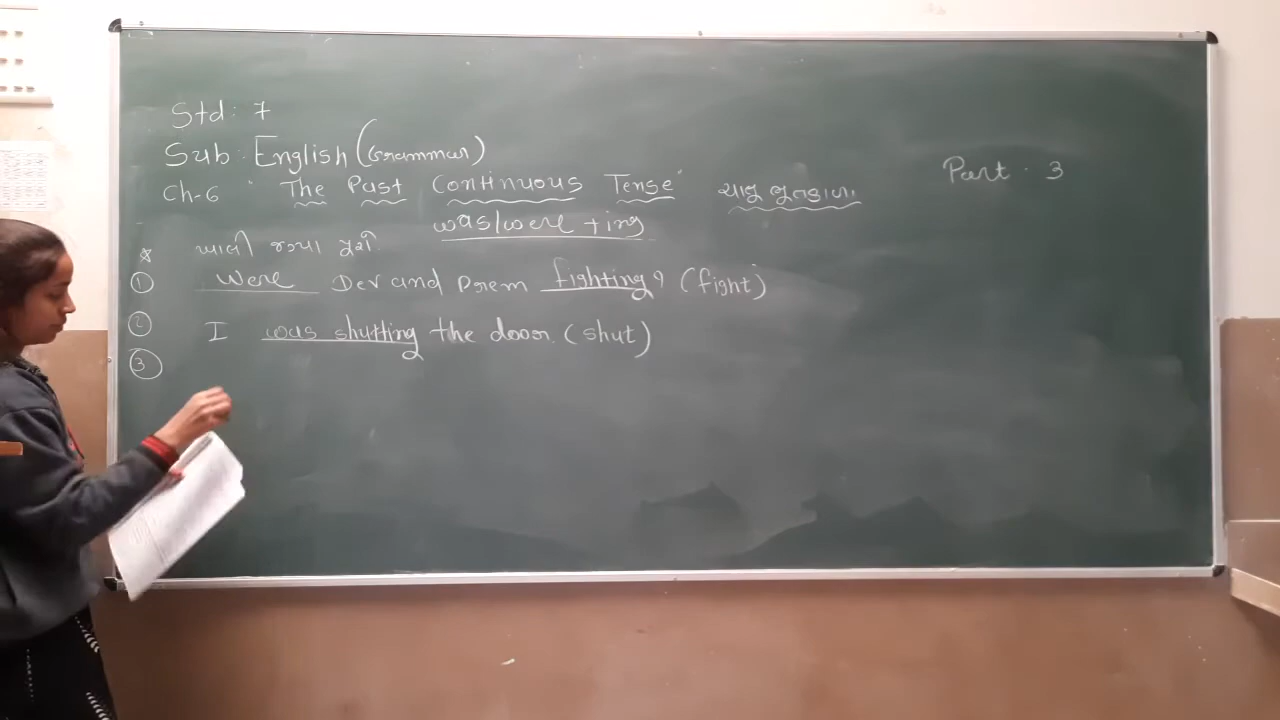 Std: 7
Sub: English (Grammar)
Part - 3
Ch-6 "The Past Continuous Tense" ચાલુ ભૂતકાળ.
was/were + ing
* ખાલી જગ્યા પૂરો.
① Were Dev and Prem fighting? (fight)
② I was shutting the door. (shut)
③